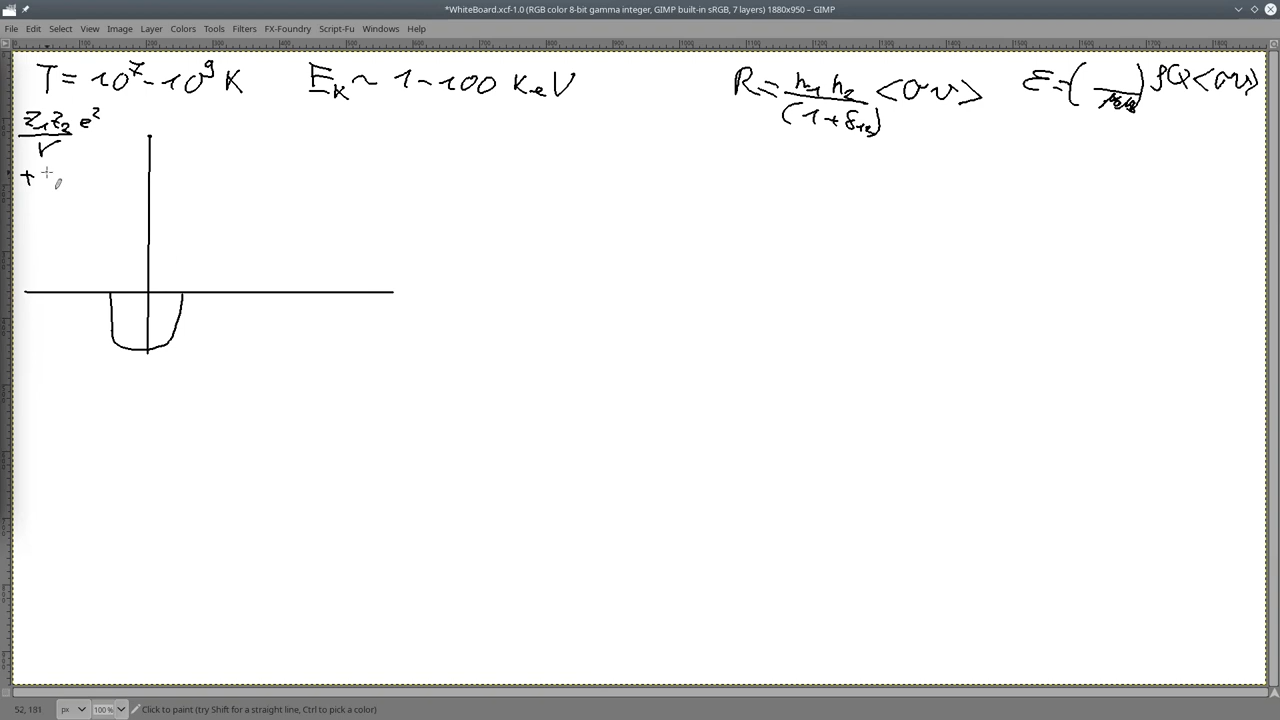 *WhiteBoard.xcf-1.0 (RGB color 8-bit gamma integer, GIMP built-in sRGB, 7 layers) 1880x950 – GIMP
File Edit Select View Image Layer Colors Tools Filters FX-Foundry Script-Fu Windows Help
T = 10⁷ - 10⁹ K E_K ~ 1 - 100 KeV R = n₁ n₂ / (1 + δ₁₂) <σv> ε = ( ) ρQ <σv>
Z₁Z₂ e² / r
+
52, 181 px 100% Click to paint (try Shift for a straight line, Ctrl to pick a color)